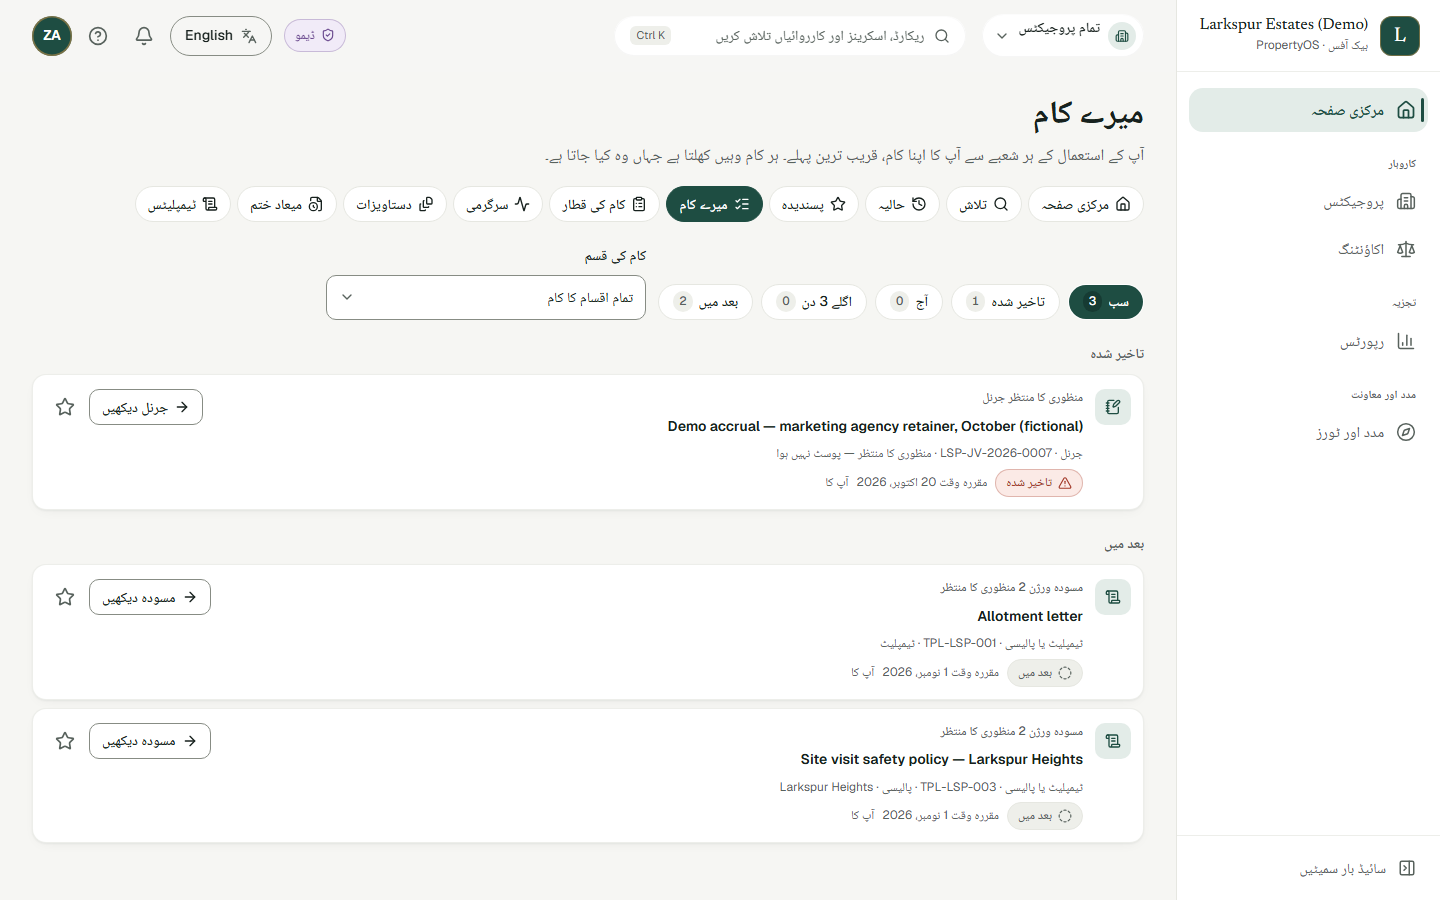 Larkspur Estates (Demo)
بیک آفس · PropertyOS
L
مرکزی صفحہ
کاروبار
پروجیکٹس
اکاؤنٹنگ
تجزیہ
رپورٹس
مدد اور معاونت
مدد اور ٹورز
سائیڈ بار سمیٹیں
تمام پروجیکٹس
ریکارڈ، اسکرینز اور کارروائیاں تلاش کریں
Ctrl K
ڈیمو
English
ZA
میرے کام
آپ کے استعمال کے ہر شعبے سے آپ کا اپنا کام، قریب ترین پہلے۔ ہر کام وہیں کھلتا ہے جہاں وہ کیا جاتا ہے۔
مرکزی صفحہ
تلاش
حالیہ
پسندیدہ
میرے کام
کام کی قطار
سرگرمی
دستاویزات
میعاد ختم
ٹیمپلیٹس
سب 3
تاخیر شدہ 1
آج 0
اگلے 3 دن 0
بعد میں 2
کام کی قسم
تمام اقسام کا کام
تاخیر شدہ
منظوری کا منتظر جرنل
Demo accrual — marketing agency retainer, October (fictional)
جرنل · LSP-JV-2026-0007 · منظوری کا منتظر — پوسٹ نہیں ہوا
تاخیر شدہ
مقررہ وقت 20 اکتوبر، 2026
آپ کا
جرنل دیکھیں
بعد میں
مسودہ ورژن 2 منظوری کا منتظر
Allotment letter
ٹیمپلیٹ یا پالیسی · TPL-LSP-001 · ٹیمپلیٹ
بعد میں
مقررہ وقت 1 نومبر، 2026
آپ کا
مسودہ دیکھیں
مسودہ ورژن 2 منظوری کا منتظر
Site visit safety policy — Larkspur Heights
ٹیمپلیٹ یا پالیسی · TPL-LSP-003 · پالیسی · Larkspur Heights
بعد میں
مقررہ وقت 1 نومبر، 2026
آپ کا
مسودہ دیکھیں